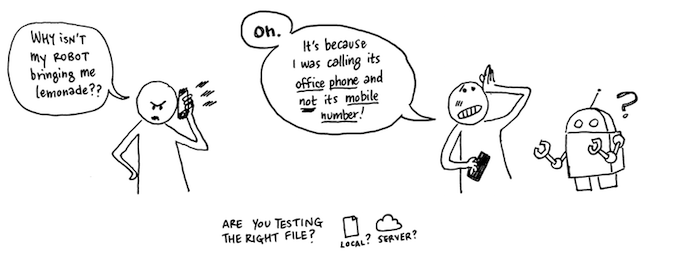 WHY ISN'T
MY ROBOT
bringing me
lemonade??
Oh.
It's because
I was calling its
office phone and
not its mobile
number!
?
ARE YOU TESTING
THE RIGHT FILE?
LOCAL? SERVER?